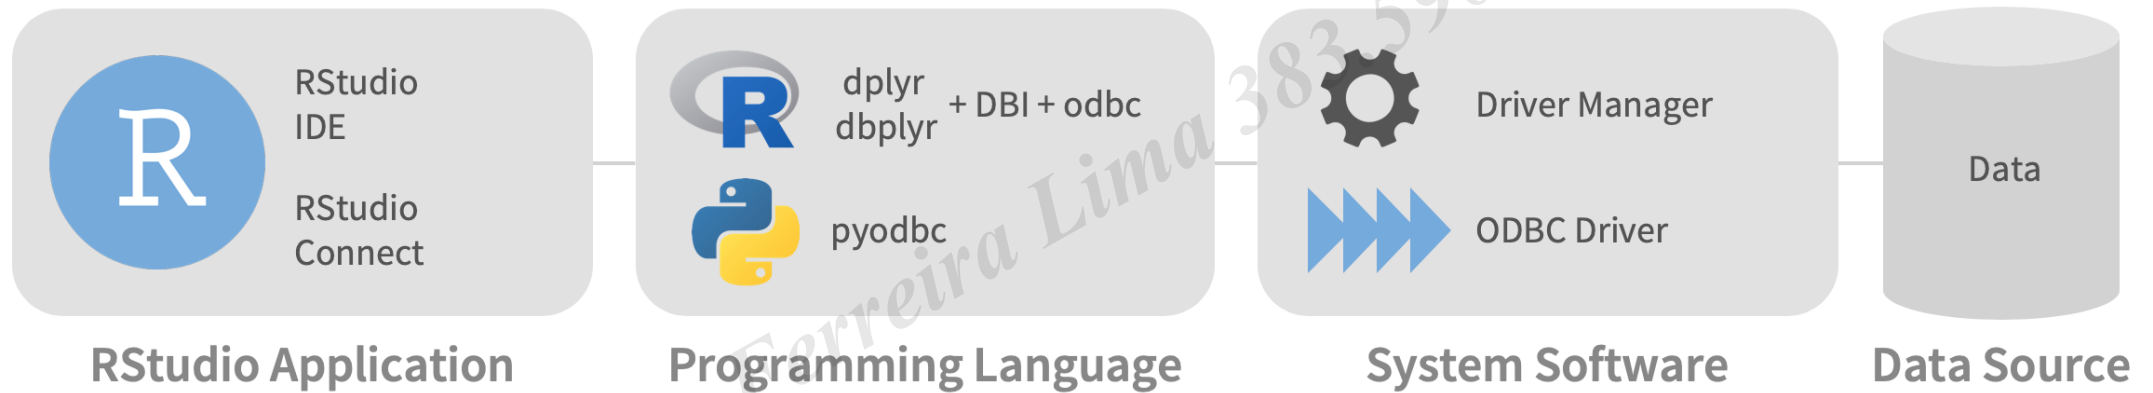 R
RStudio
IDE
RStudio
Connect
RStudio Application
R
dplyr
dbplyr
+ DBI + odbc
pyodbc
Programming Language
Driver Manager
ODBC Driver
System Software
Data
Data Source
Ferreira Lima 383.59